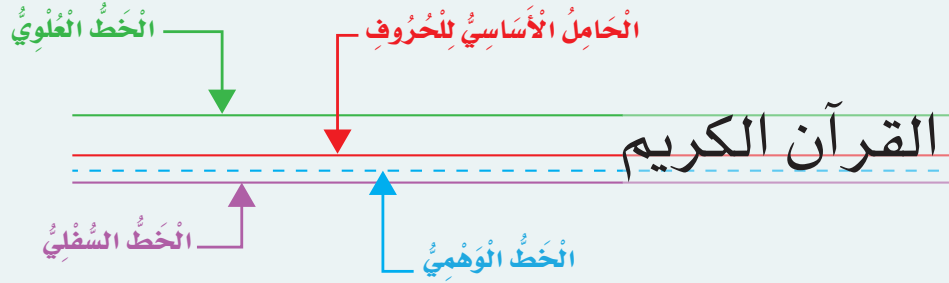 الْحَامِلُ الْأَسَاسِيُّ لِلْحُرُوفِ
الْخَطُّ الْعُلْوِيُّ
القرآن الكريم
الْخَطُّ السُّفْلِيُّ
الْخَطُّ الْوَهْمِيُّ